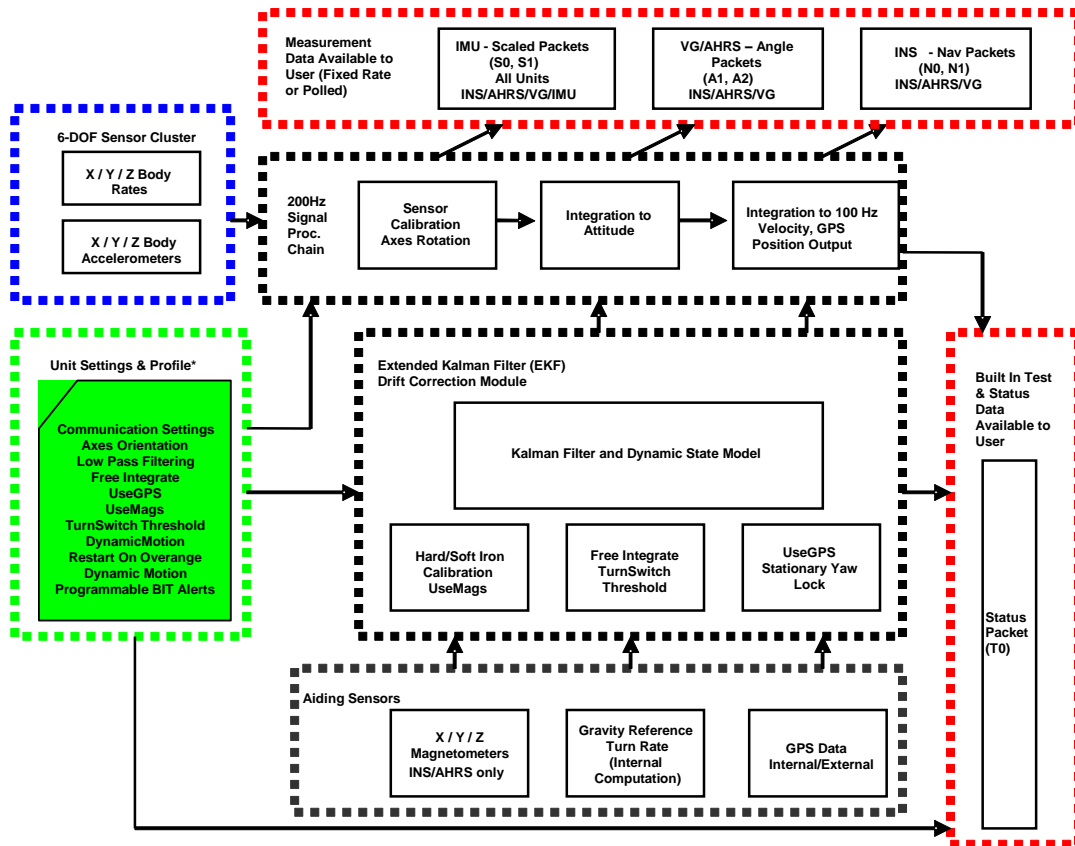 Measurement
Data Available to
User (Fixed Rate
or Polled)
IMU - Scaled Packets
(S0, S1)
All Units
INS/AHRS/VG/IMU
VG/AHRS – Angle
Packets
(A1, A2)
INS/AHRS/VG
INS - Nav Packets
(N0, N1)
INS/AHRS/VG
6-DOF Sensor Cluster
X / Y / Z Body
Rates
X / Y / Z Body
Accelerometers
200Hz
Signal
Proc.
Chain
Sensor
Calibration
Axes Rotation
Integration to
Attitude
Integration to 100 Hz
Velocity, GPS
Position Output
Unit Settings & Profile*
Communication Settings
Axes Orientation
Low Pass Filtering
Free Integrate
UseGPS
UseMags
TurnSwitch Threshold
DynamicMotion
Restart On Overange
Dynamic Motion
Programmable BIT Alerts
Extended Kalman Filter (EKF)
Drift Correction Module
Kalman Filter and Dynamic State Model
Hard/Soft Iron
Calibration
UseMags
Free Integrate
TurnSwitch
Threshold
UseGPS
Stationary Yaw
Lock
Built In Test
& Status
Data
Available to
User
Status
Packet
(T0)
Aiding Sensors
X / Y / Z
Magnetometers
INS/AHRS only
Gravity Reference
Turn Rate
(Internal
Computation)
GPS Data
Internal/External